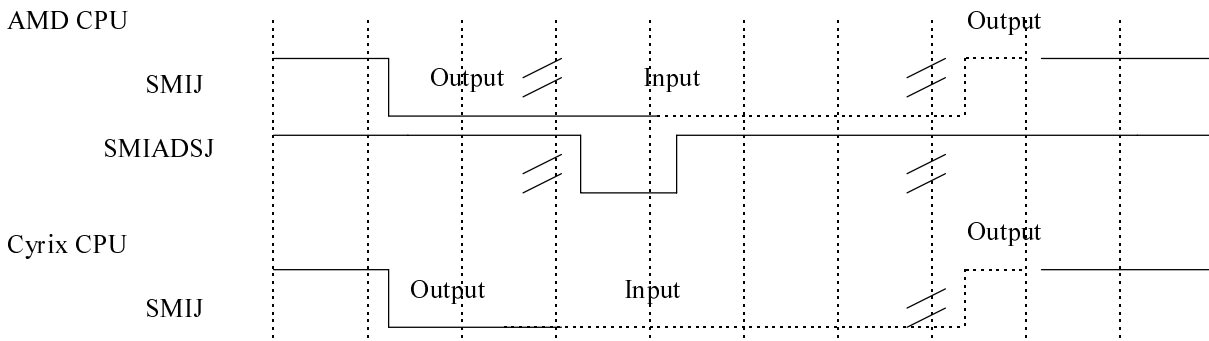 AMD CPU
Output
SMIJ
Output
Input
SMIADSJ
Cyrix CPU
Output
SMIJ
Output
Input